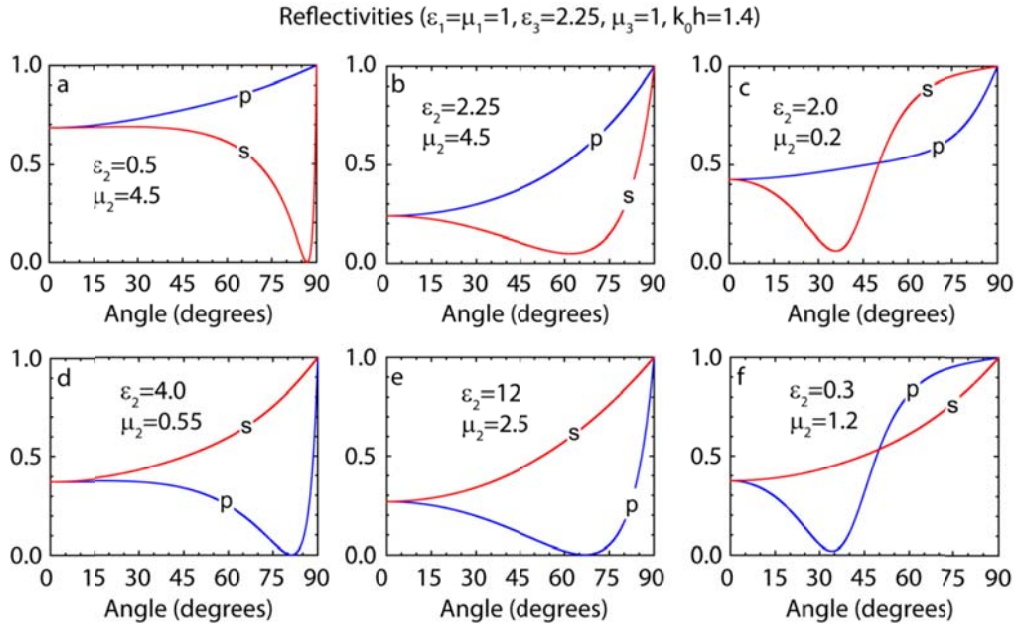 Reflectivities (ε₁=μ₁=1, ε₃=2.25, μ₃=1, k₀h=1.4)
0 15 30 45 60 75 90
0 15 30 45 60 75 90
0 15 30 45 60 75 90
1.0
0.5
0.0
a
p
s
ε₂=0.5
μ₂=4.5
Angle (degrees)
1.0
0.5
0.0
b
p
s
ε₂=2.25
μ₂=4.5
Angle (degrees)
1.0
0.5
0.0
c
s
p
ε₂=2.0
μ₂=0.2
Angle (degrees)
1.0
0.5
0.0
d
ε₂=4.0
μ₂=0.55
s
p
0 15 30 45 60 75 90
Angle (degrees)
1.0
0.5
0.0
e
ε₂=12
μ₂=2.5
s
p
0 15 30 45 60 75 90
Angle (degrees)
1.0
0.5
0.0
f
ε₂=0.3
μ₂=1.2
p
s
0 15 30 45 60 75 90
Angle (degrees)